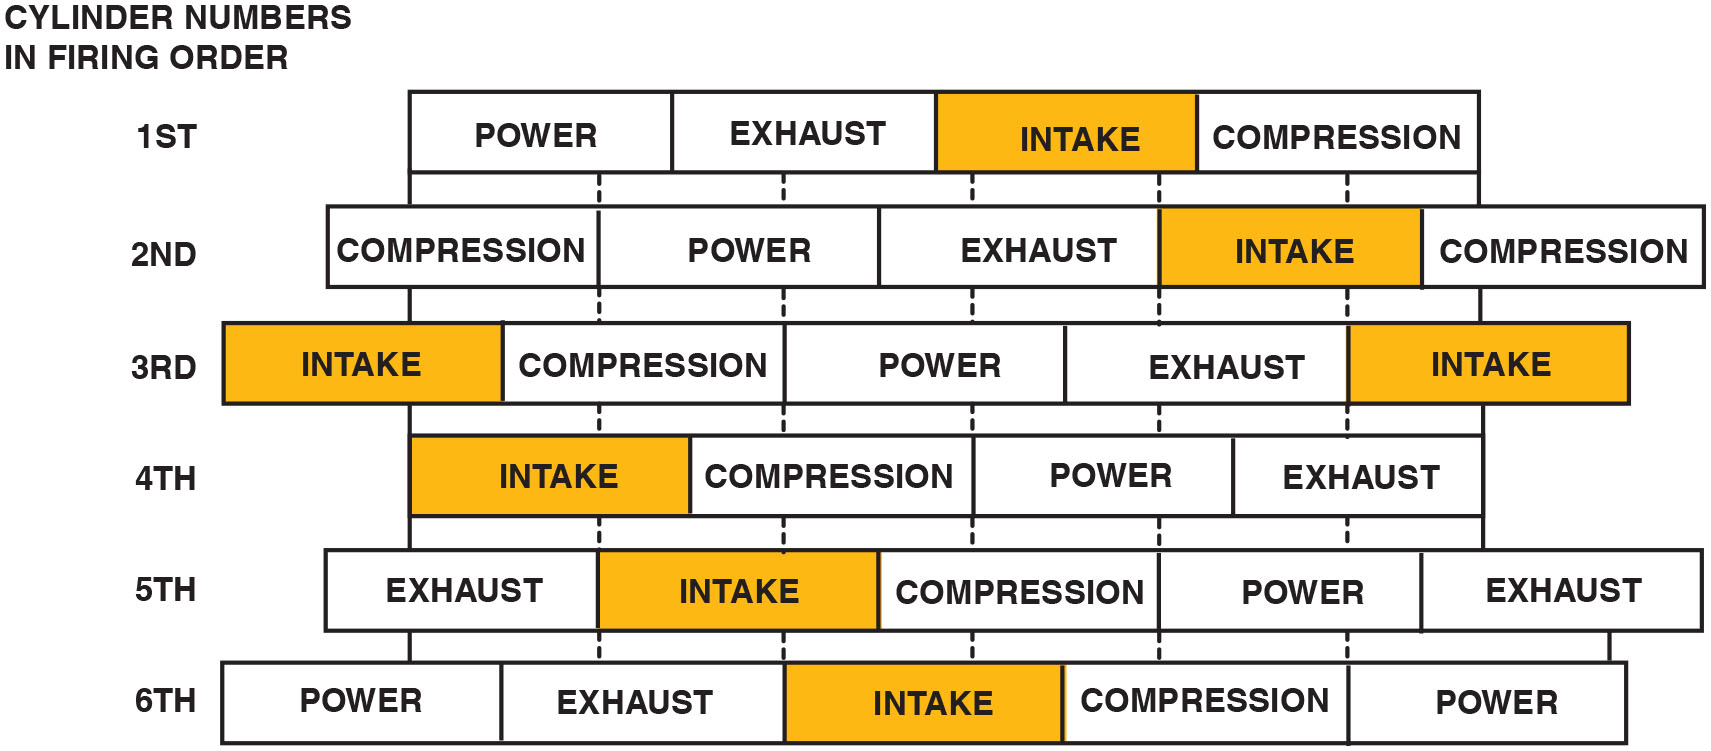 CYLINDER NUMBERS
IN FIRING ORDER
1ST POWER EXHAUST INTAKE COMPRESSION
2ND COMPRESSION POWER EXHAUST INTAKE COMPRESSION
3RD INTAKE COMPRESSION POWER EXHAUST INTAKE
4TH INTAKE COMPRESSION POWER EXHAUST
5TH EXHAUST INTAKE COMPRESSION POWER EXHAUST
6TH POWER EXHAUST INTAKE COMPRESSION POWER